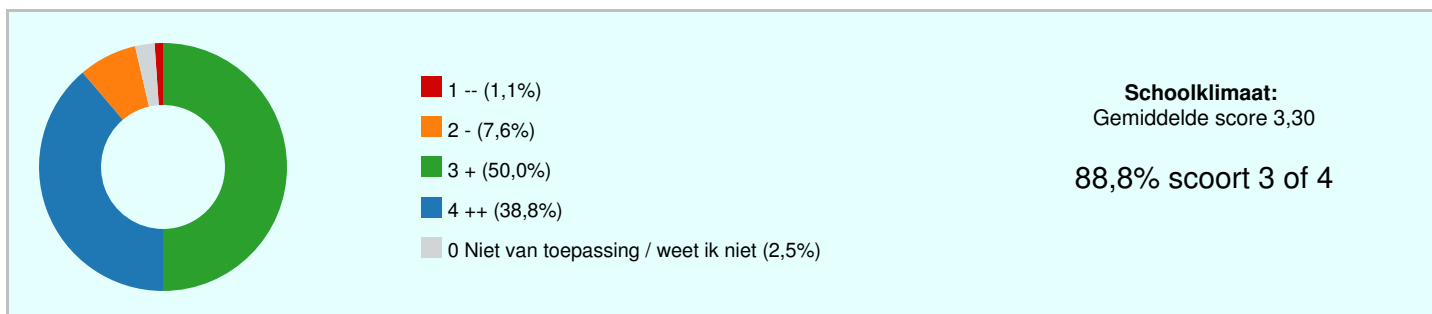 1 -- (1,1%)
2 - (7,6%)
3 + (50,0%)
4 ++ (38,8%)
0 Niet van toepassing / weet ik niet (2,5%)
Schoolklimaat:
Gemiddelde score 3,30
88,8% scoort 3 of 4